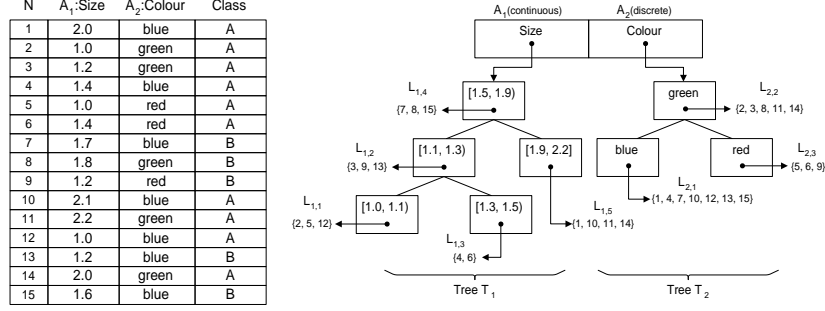 N A1:Size A2:Colour Class
1 2.0 blue A
2 1.0 green A
3 1.2 green A
4 1.4 blue A
5 1.0 red A
6 1.4 red A
7 1.7 blue B
8 1.8 green B
9 1.2 red B
10 2.1 blue A
11 2.2 green A
12 1.0 blue A
13 1.2 blue B
14 2.0 green A
15 1.6 blue B
A1(continuous) A2(discrete)
Size Colour
L1,4 [1.5, 1.9) green L2,2
{7, 8, 15} {2, 3, 8, 11, 14}
L1,2 [1.1, 1.3) [1.9, 2.2] blue red L2,3
{3, 9, 13} {5, 6, 9}
L2,1
{1, 4, 7, 10, 12, 13, 15}
L1,1 [1.0, 1.1) [1.3, 1.5) L1,5
{2, 5, 12} {1, 10, 11, 14}
L1,3
{4, 6}
Tree T1 Tree T2